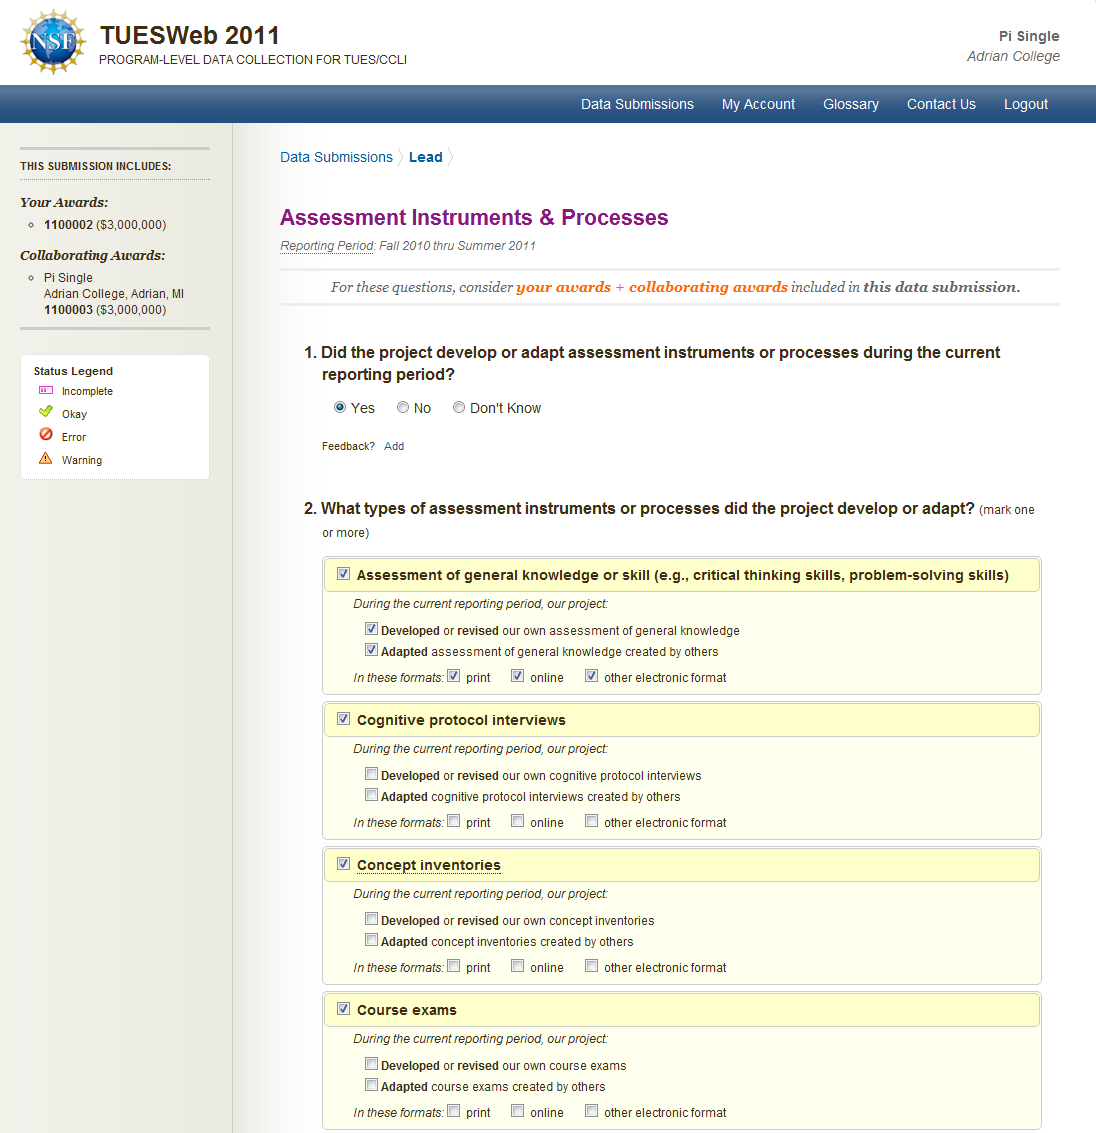 NSF
TUESWeb 2011
PROGRAM-LEVEL DATA COLLECTION FOR TUES/CCLI
Pi Single
Adrian College
Data Submissions My Account Glossary Contact Us Logout
THIS SUBMISSION INCLUDES:
Your Awards:
1100002 ($3,000,000)
Collaborating Awards:
Pi Single
Adrian College, Adrian, MI
1100003 ($3,000,000)
Status Legend
Incomplete
Okay
Error
Warning
Data Submissions Lead
Assessment Instruments & Processes
Reporting Period: Fall 2010 thru Summer 2011
For these questions, consider your awards + collaborating awards included in this data submission.
1. Did the project develop or adapt assessment instruments or processes during the current
reporting period?
Yes No Don't Know
Feedback? Add
2. What types of assessment instruments or processes did the project develop or adapt? (mark one
or more)
Assessment of general knowledge or skill (e.g., critical thinking skills, problem-solving skills)
During the current reporting period, our project:
Developed or revised our own assessment of general knowledge
Adapted assessment of general knowledge created by others
In these formats: print online other electronic format
Cognitive protocol interviews
During the current reporting period, our project:
Developed or revised our own cognitive protocol interviews
Adapted cognitive protocol interviews created by others
In these formats: print online other electronic format
Concept inventories
During the current reporting period, our project:
Developed or revised our own concept inventories
Adapted concept inventories created by others
In these formats: print online other electronic format
Course exams
During the current reporting period, our project:
Developed or revised our own course exams
Adapted course exams created by others
In these formats: print online other electronic format